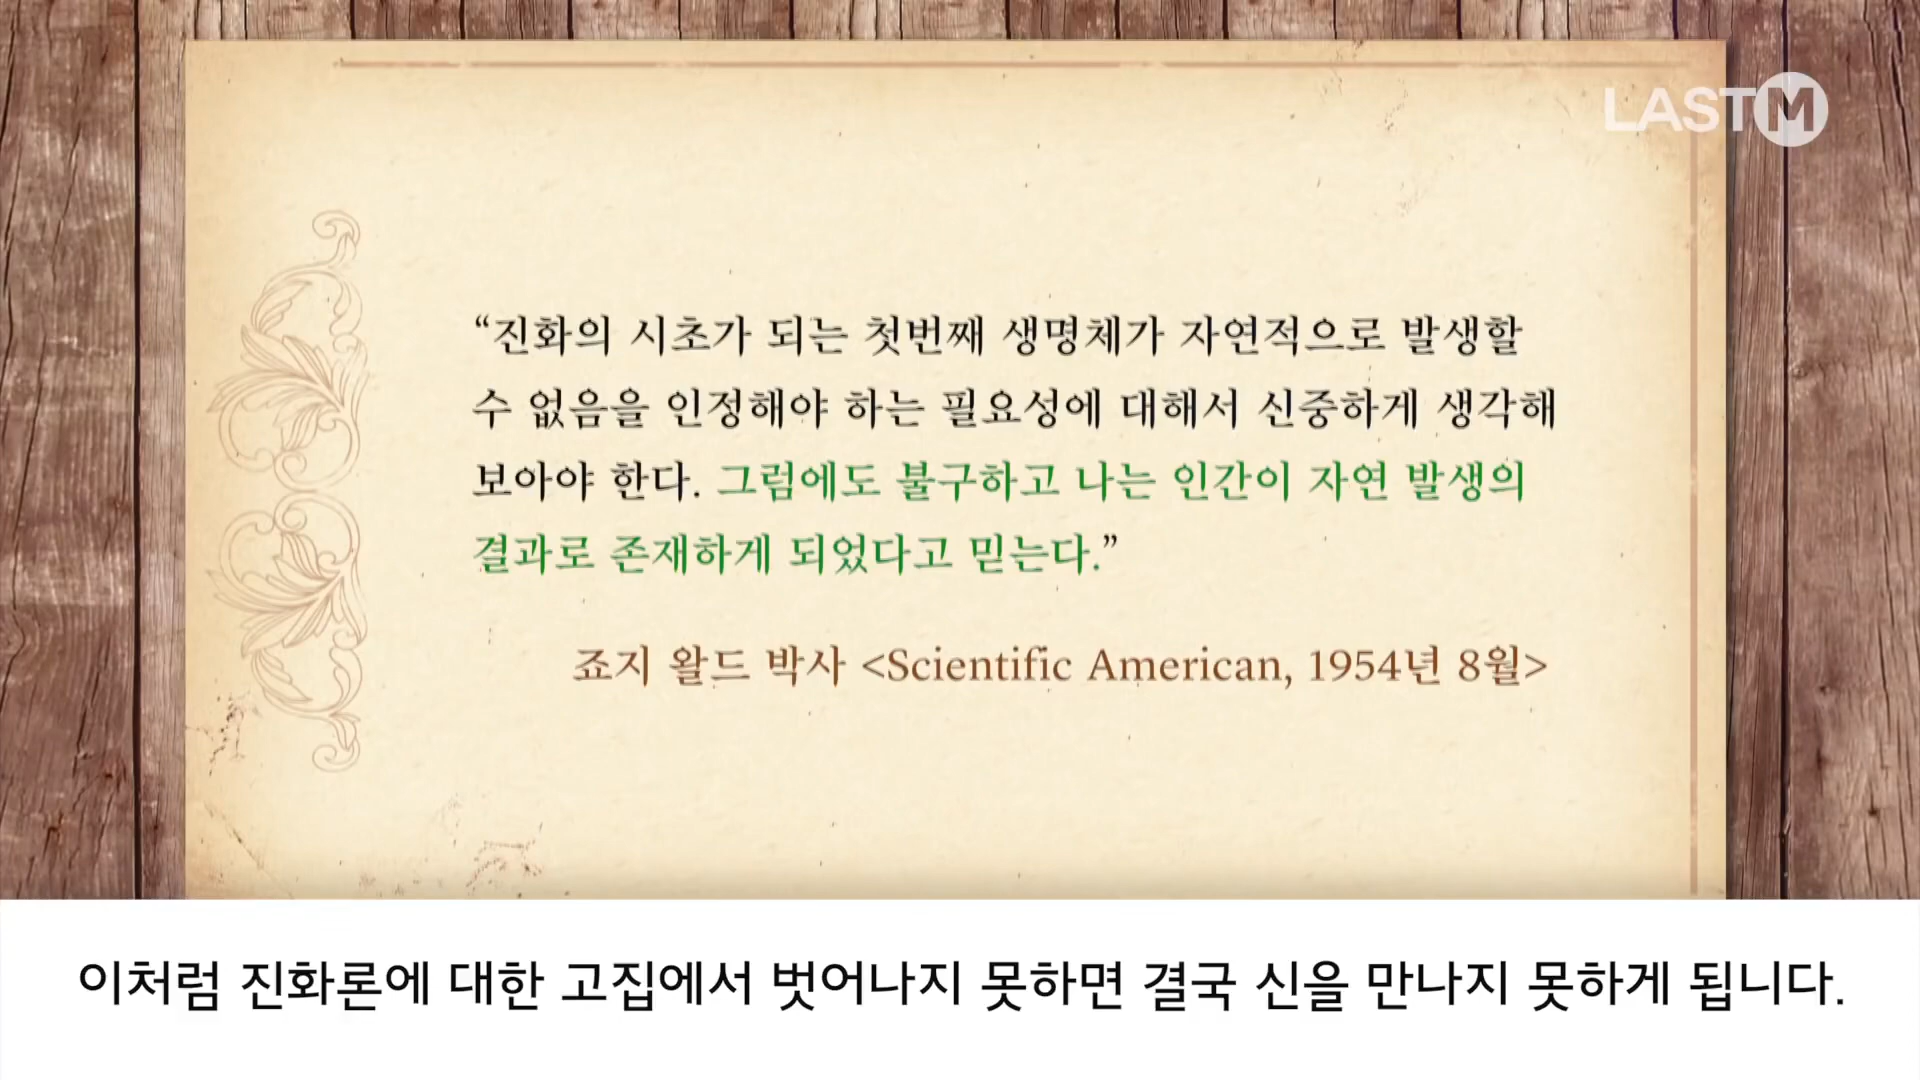 LAST M
“진화의 시초가 되는 첫번째 생명체가 자연적으로 발생할
수 없음을 인정해야 하는 필요성에 대해서 신중하게 생각해
보아야 한다. 그럼에도 불구하고 나는 인간이 자연 발생의
결과로 존재하게 되었다고 믿는다.”
죠지 왈드 박사 <Scientific American, 1954년 8월>
이처럼 진화론에 대한 고집에서 벗어나지 못하면 결국 신을 만나지 못하게 됩니다.